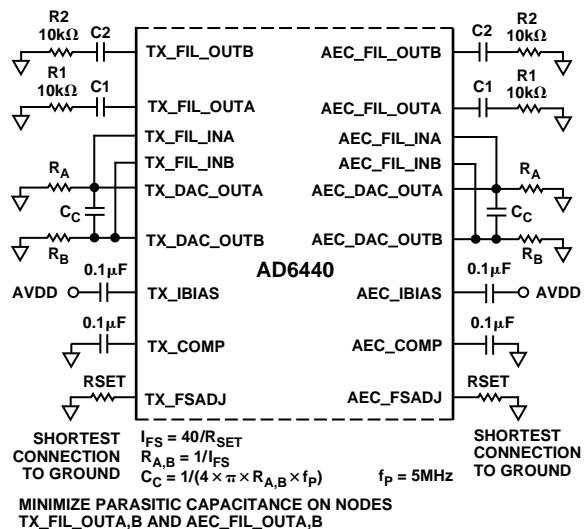 R2
10kΩ
C2
TX_FIL_OUTB
AEC_FIL_OUTB
C2
R2
10kΩ
R1
10kΩ
C1
TX_FIL_OUTA
AEC_FIL_OUTA
C1
R1
10kΩ
TX_FIL_INA
AEC_FIL_INA
TX_FIL_INB
AEC_FIL_INB
RA
TX_DAC_OUTA
AEC_DAC_OUTA
RA
CC
CC
TX_DAC_OUTB
AEC_DAC_OUTB
RB
RB
AD6440
0.1μF
AVDD
TX_IBIAS
AEC_IBIAS
0.1μF
AVDD
0.1μF
TX_COMP
AEC_COMP
0.1μF
RSET
TX_FSADJ
AEC_FSADJ
RSET
SHORTEST
CONNECTION
TO GROUND
IFS = 40/RSET
RA,B = 1/IFS
CC = 1/(4 × π × RA,B × fP)
fP = 5MHz
SHORTEST
CONNECTION
TO GROUND
MINIMIZE PARASITIC CAPACITANCE ON NODES
TX_FIL_OUTA,B AND AEC_FIL_OUTA,B